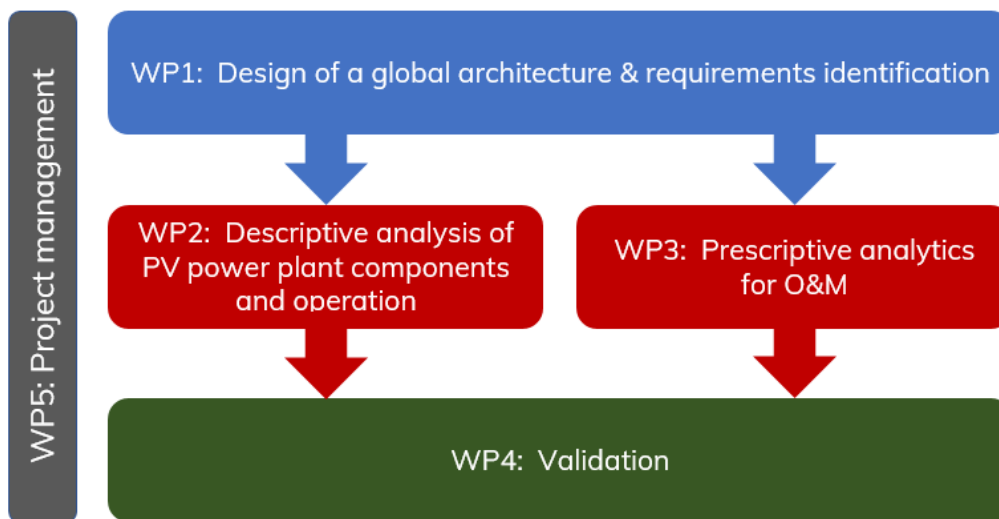 WP5: Project management
WP1: Design of a global architecture & requirements identification
WP2: Descriptive analysis of
PV power plant components
and operation
WP3: Prescriptive analytics
for O&M
WP4: Validation